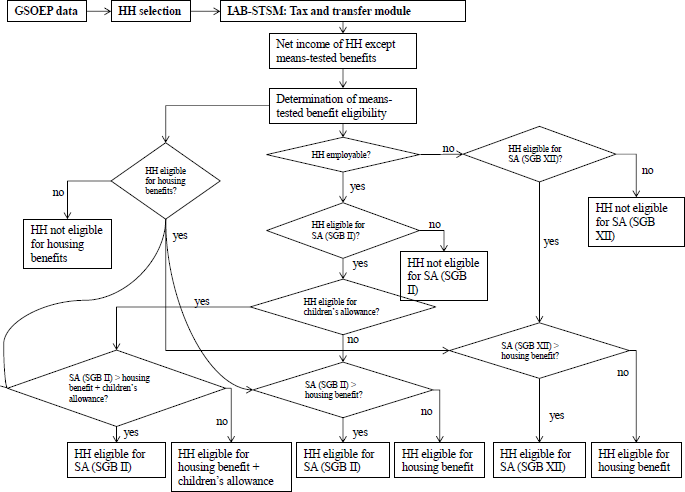 GSOEP data
HH selection
IAB-STSM: Tax and transfer module
Net income of HH except
means-tested benefits
Determination of means-
tested benefit eligibility
HH eligible
for housing
benefits?
HH employable?
no
HH eligible for
SA (SGB XII)?
no
no
yes
HH not eligible
for housing
benefits
yes
HH eligible for
SA (SGB II)?
no
HH not eligible
for SA (SGB
XII)
yes
yes
HH not eligible
for SA (SGB
II)
yes
HH eligible for
children's allowance?
no
SA (SGB II) > housing
benefit + children's
allowance?
SA (SGB II) >
housing benefit?
SA (SGB XII) >
housing benefit?
no
yes
no
yes
no
yes
no
HH eligible for
SA (SGB II)
HH eligible for
housing benefit +
children's allowance
HH eligible for
SA (SGB II)
HH eligible for
housing benefit
HH eligible for
SA (SGB XII)
HH eligible for
housing benefit